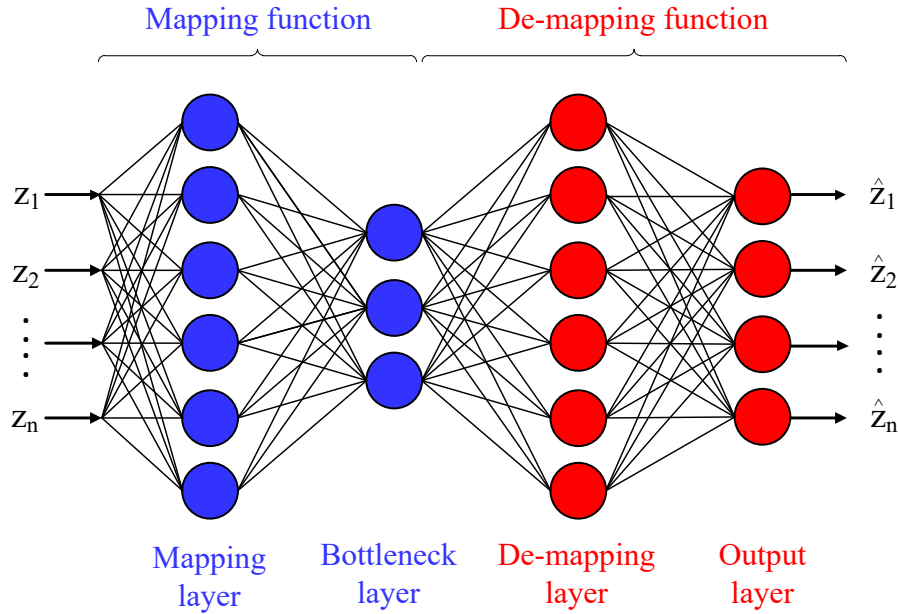 Mapping function
De-mapping function
z1
ẑ1
z2
ẑ2
⋮
⋮
zn
ẑn
Mapping
layer
Bottleneck
layer
De-mapping
layer
Output
layer